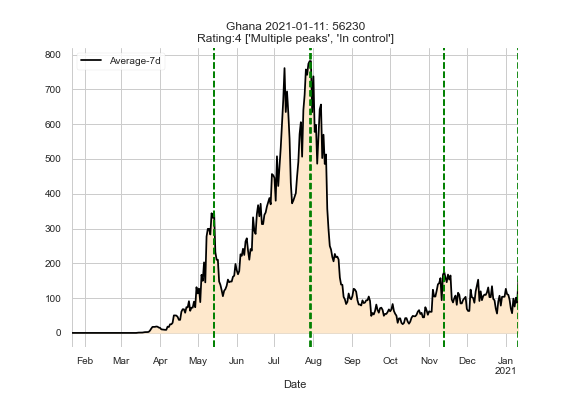 Ghana 2021-01-11: 56230
Rating:4 ['Multiple peaks', 'In control']
Average-7d
800
700
600
500
400
300
200
100
0
Feb Mar Apr May Jun Jul Aug Sep Oct Nov Dec Jan
2021
Date